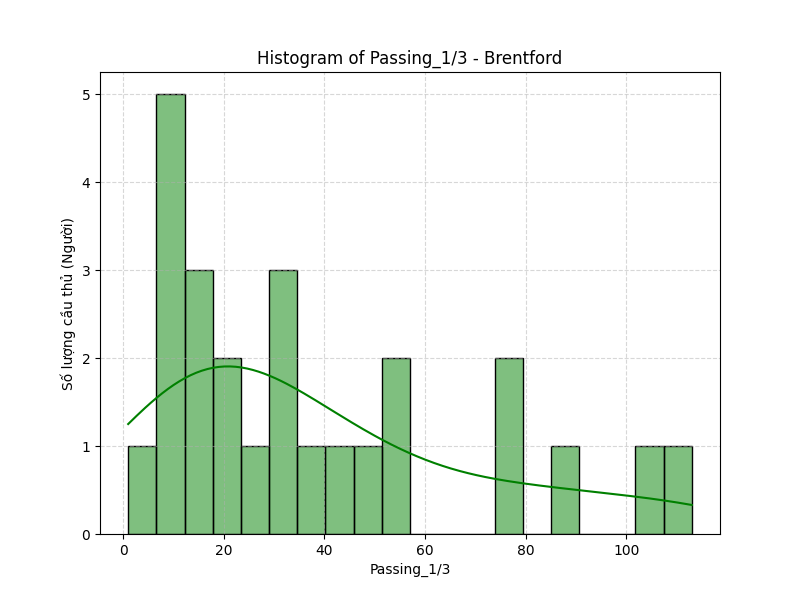 Histogram of Passing_1/3 - Brentford
5
4
3
2
1
0
Số lượng cầu thủ (Người)
0 20 40 60 80 100
Passing_1/3